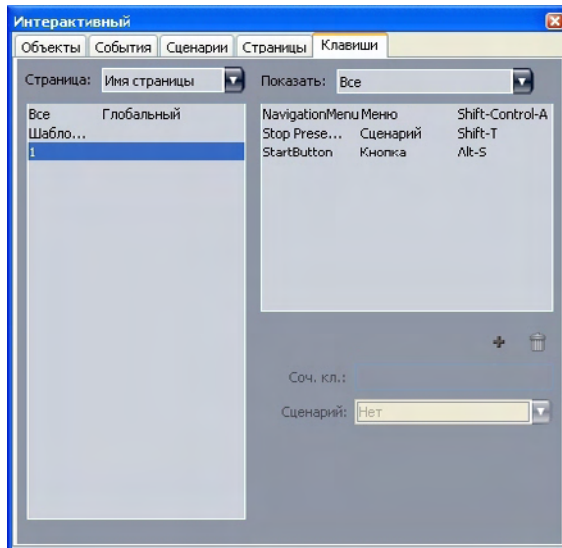 Интерактивный
Объекты События Сценарии Страницы Клавиши
Страница: Имя страницы Показать: Все
Все Глобальный
Шабло...
1
NavigationMenu Меню Shift-Control-A
Stop Prese... Сценарий Shift-T
StartButton Кнопка Alt-S
Соч. кл.:
Сценарий: Нет